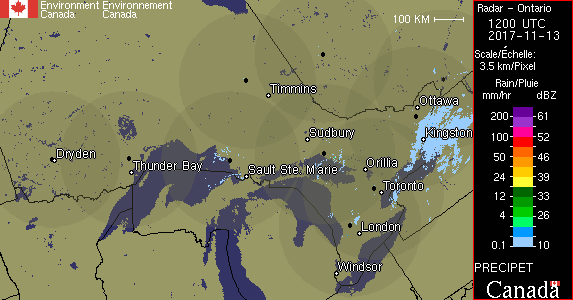 Environment Environnement
Canada Canada
Radar - Ontario
1200 UTC
2017-11-13
100 KM
Scale/Échelle:
3.5 km/Pixel
Rain/Pluie
mm/hr dBZ
200 61
100 52
50 46
24 39
12 33
4 26
0.1 10
Timmins
Ottawa
Sudbury
Kingston
Dryden
Thunder Bay
Sault Ste. Marie
Orillia
Toronto
London
Windsor
PRECIPET
Canada